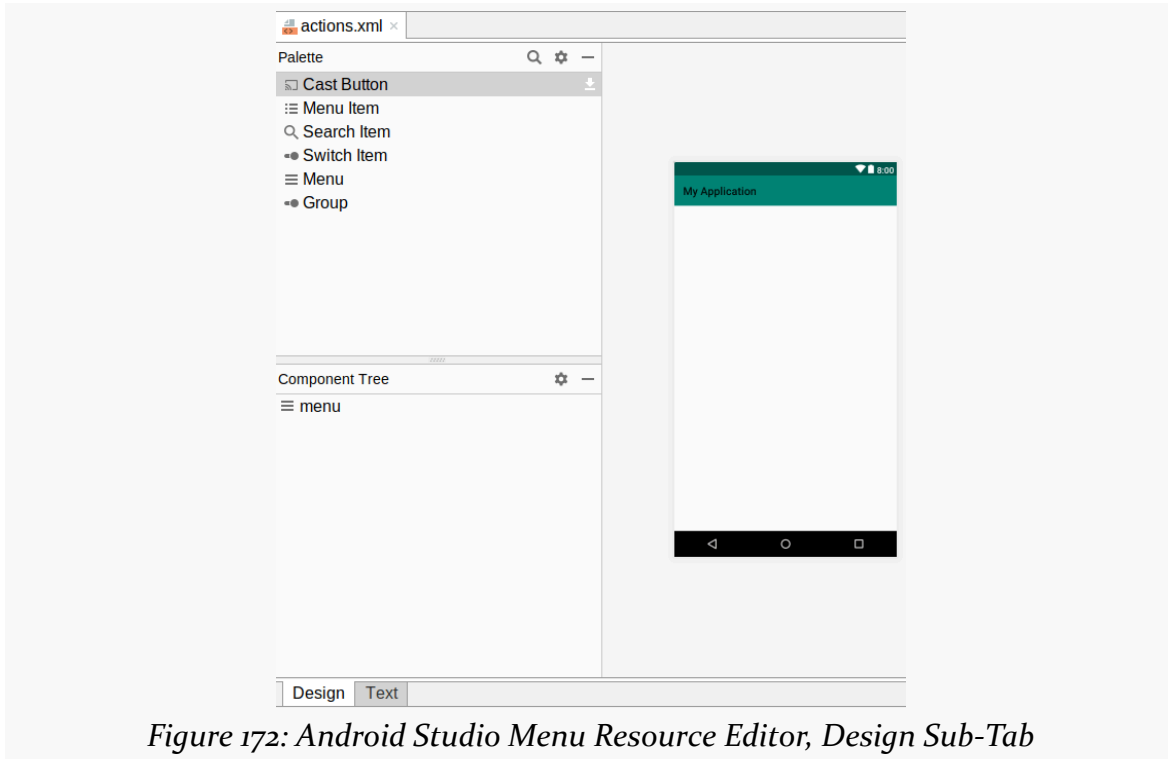 actions.xml
Palette
Cast Button
Menu Item
Search Item
Switch Item
Menu
Group
Component Tree
menu
8:00
My Application
Design Text
Figure 172: Android Studio Menu Resource Editor, Design Sub-Tab